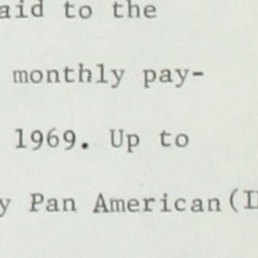 aid to the
monthly pay-
1969. Up to
y Pan American(I